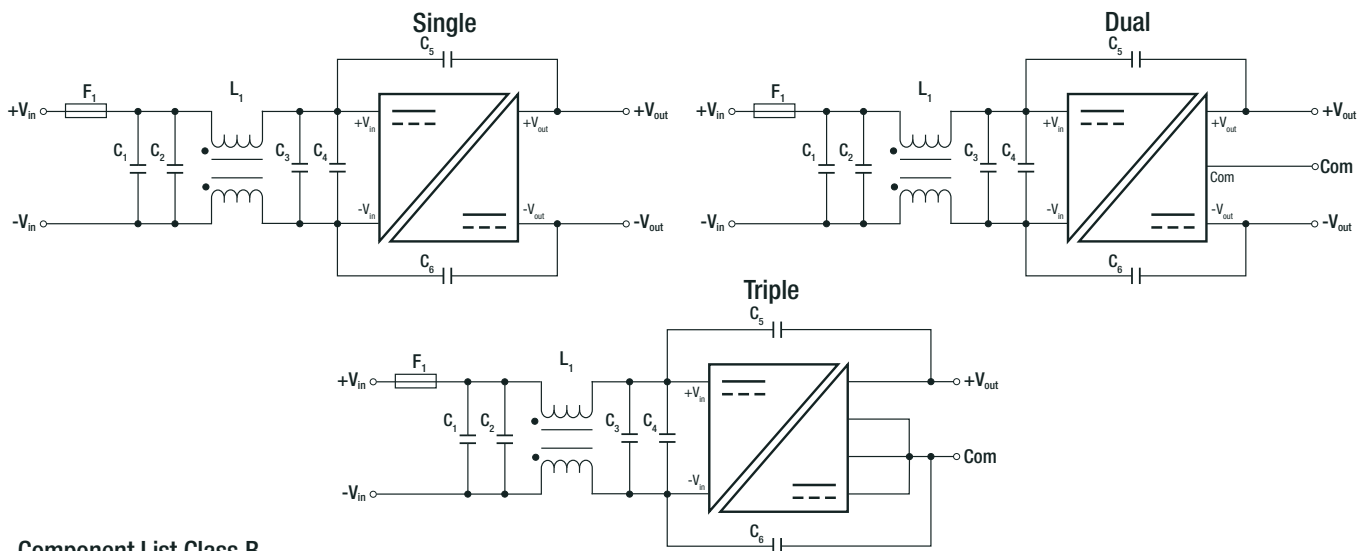 Single
C5
F1
L1
+Vin
+Vin
+Vout
+Vout
C1
C2
C3
C4
-Vin
-Vin
-Vout
-Vout
C6
Dual
C5
F1
L1
+Vin
+Vin
+Vout
+Vout
C1
C2
C3
C4
Com
Com
-Vin
-Vin
-Vout
-Vout
C6
Triple
C5
F1
L1
+Vin
+Vin
+Vout
C1
C2
C3
C4
Com
-Vin
-Vin
C6
Component List Class B